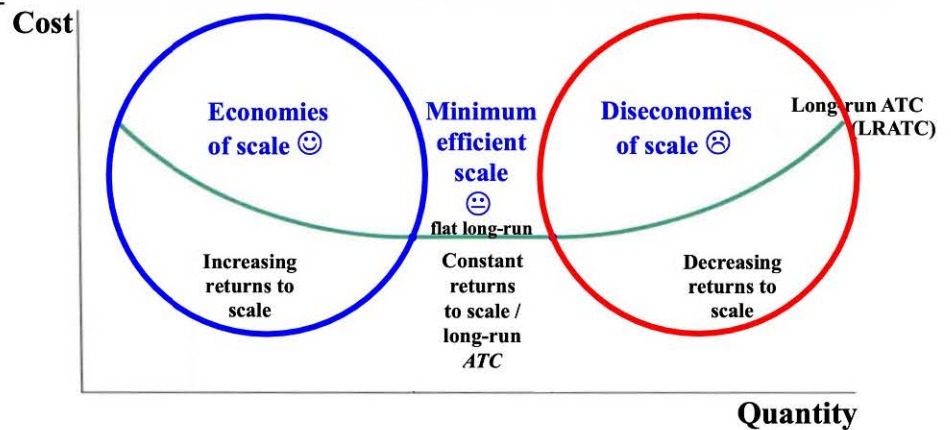 Cost
Economies
of scale ☺
Minimum
efficient
scale
😐
flat long-run
Diseconomies
of scale ☹
Long-run ATC
(LRATC)
Increasing
returns to
scale
Constant
returns
to scale /
long-run
ATC
Decreasing
returns to
scale
Quantity